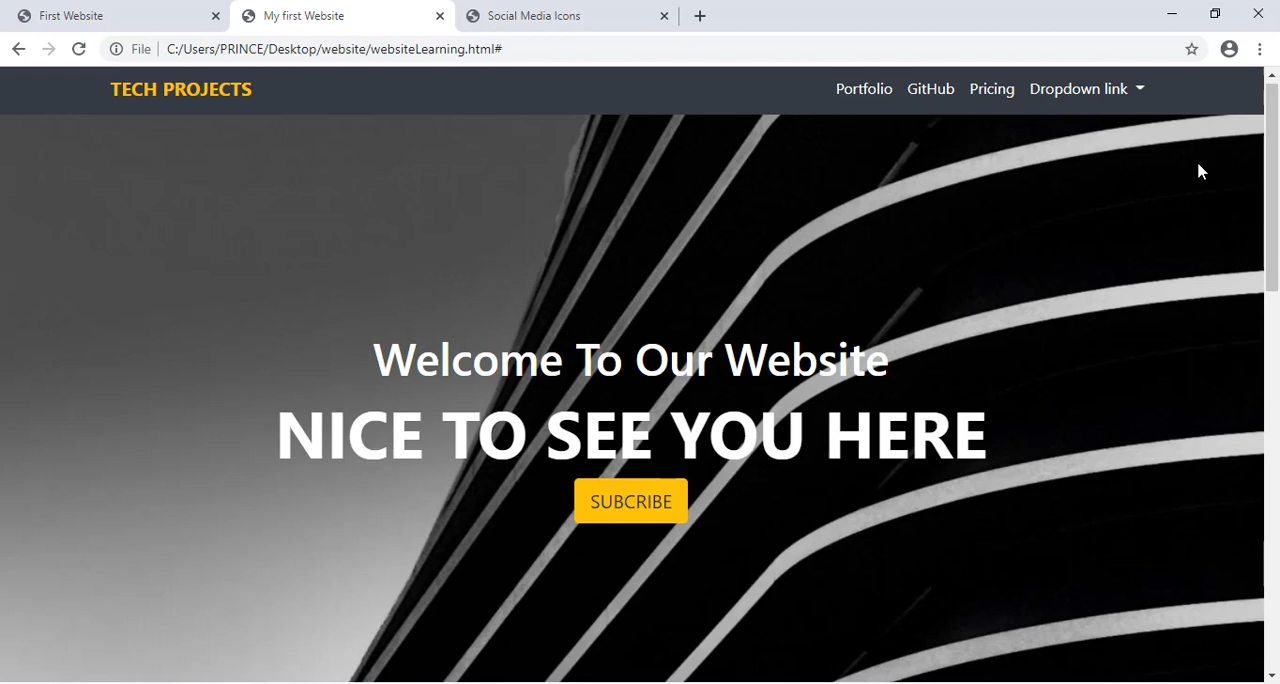 First Website
My first Website
Social Media Icons
File
C:/Users/PRINCE/Desktop/website/websiteLearning.html#
TECH PROJECTS
Portfolio
GitHub
Pricing
Dropdown link
Welcome To Our Website
NICE TO SEE YOU HERE
SUBCRIBE